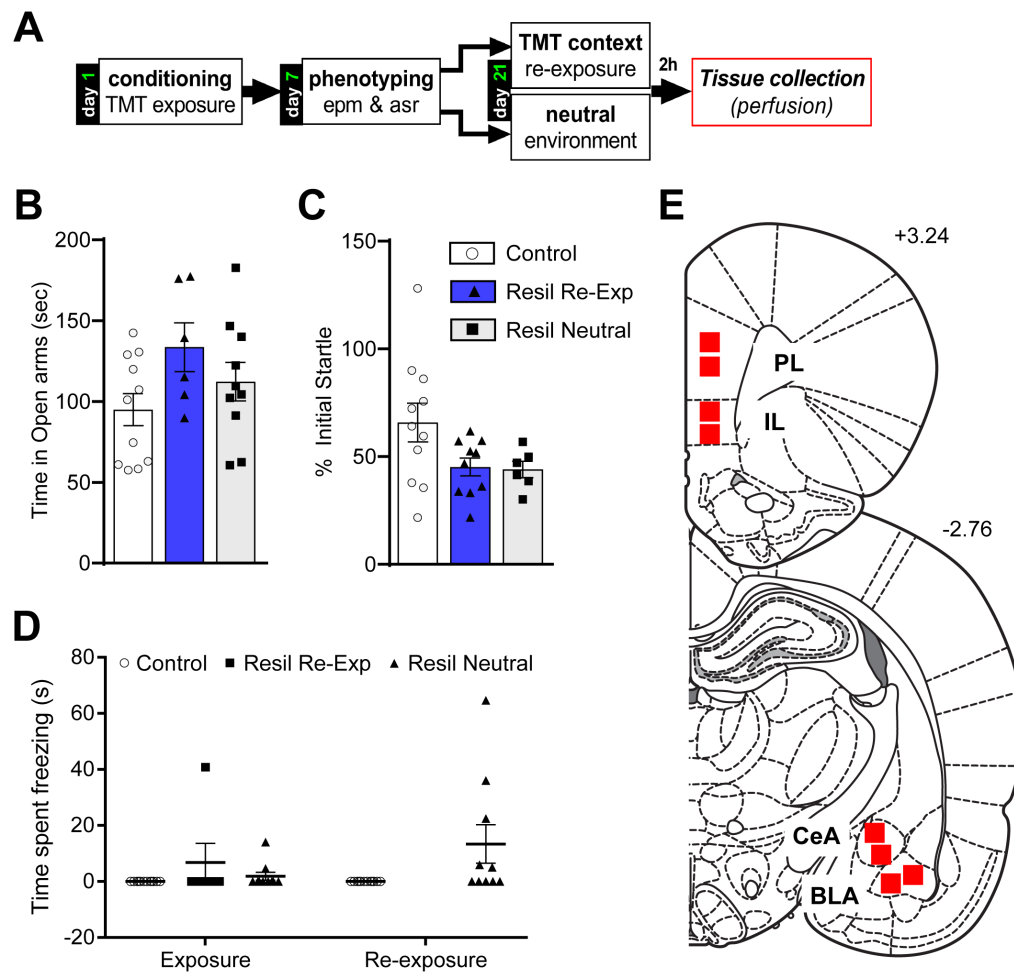 A
day 1
conditioning
TMT exposure
day 7
phenotyping
epm & asr
day 21
TMT context
re-exposure
neutral
environment
2h
Tissue collection
(perfusion)
B
Time in Open arms (sec)
200
150
100
50
0
C
% Initial Startle
150
100
50
0
Control
Resil Re-Exp
Resil Neutral
D
Time spent freezing (s)
Control
Resil Re-Exp
Resil Neutral
80
60
40
20
0
-20
Exposure
Re-exposure
E
+3.24
PL
IL
-2.76
CeA
BLA